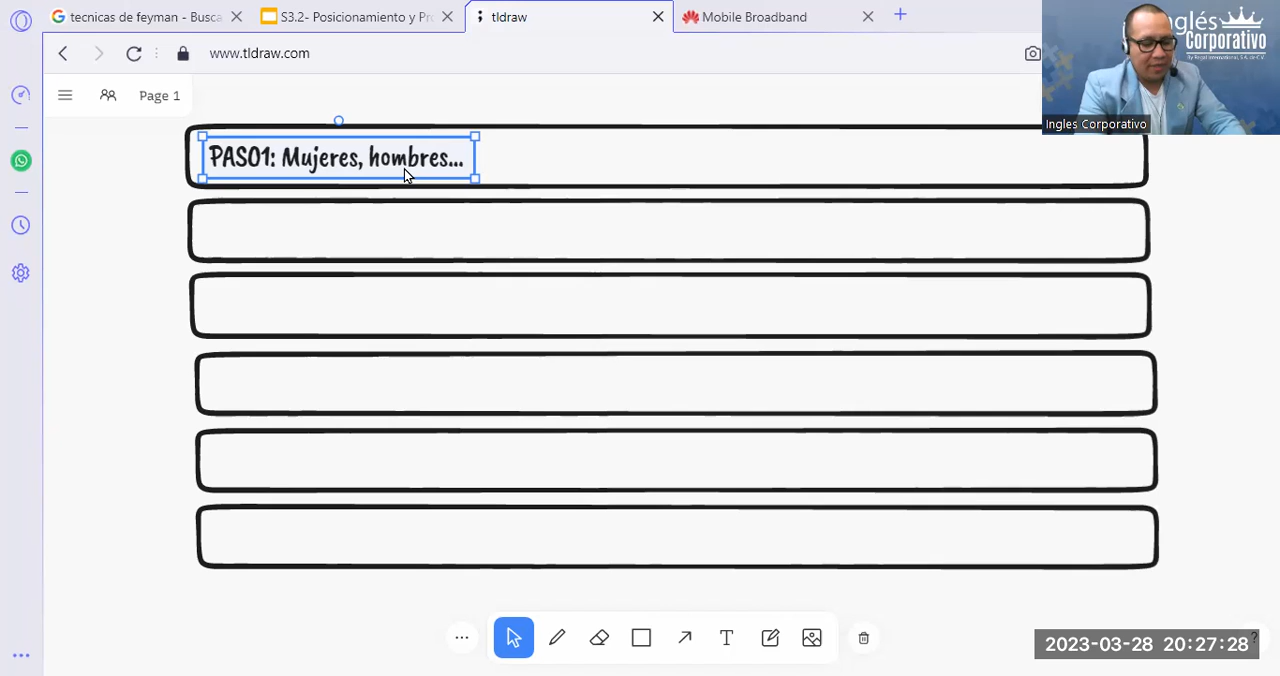 tecnicas de feyman - Busca
S3.2- Posicionamiento y Pr
tldraw
Mobile Broadband
www.tldraw.com
Page 1
Inglés
Corporativo
Ingles Corporativo
PASO1: Mujeres, hombres...
T
2023-03-28 20:27:28
?